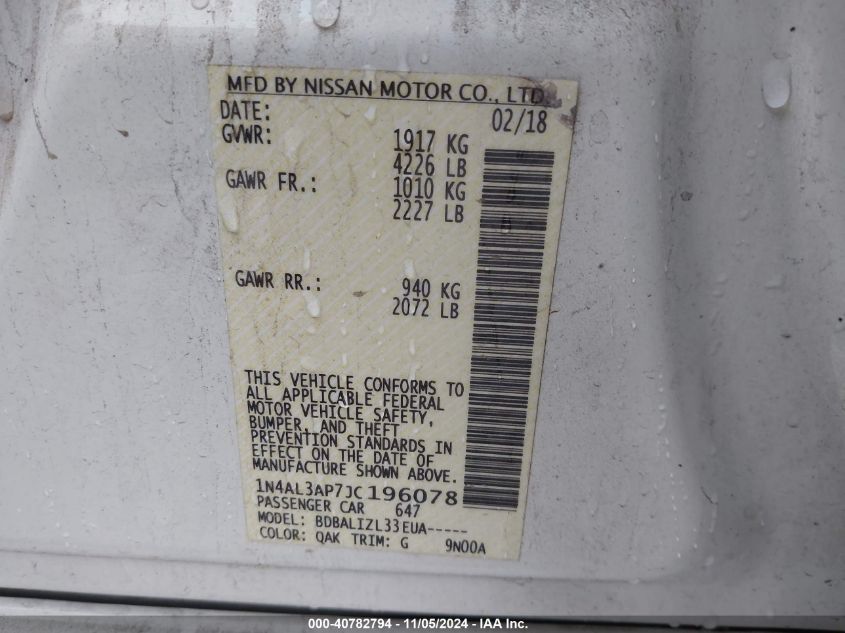 MFD BY NISSAN MOTOR CO., LTD.
DATE: 02/18
GVWR: 1917 KG
4226 LB
GAWR FR.: 1010 KG
2227 LB
GAWR RR.: 940 KG
2072 LB
THIS VEHICLE CONFORMS TO
ALL APPLICABLE FEDERAL
MOTOR VEHICLE SAFETY,
BUMPER, AND THEFT
PREVENTION STANDARDS IN
EFFECT ON THE DATE OF
MANUFACTURE SHOWN ABOVE.
1N4AL3AP7JC196078
PASSENGER CAR 647
MODEL: BDBALIZL33EUA-----
COLOR: QAK TRIM: G 9N00A
000-40782794 - 11/05/2024 - IAA Inc.